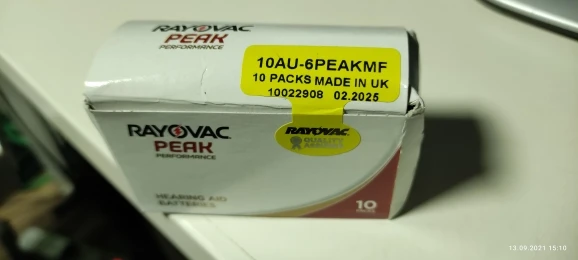 RAYOVAC
PEAK
PERFORMANCE
10AU-6PEAKMF
10 PACKS MADE IN UK
10022908 02.2025
RAYOVAC
PEAK
PERFORMANCE
RAYOVAC
QUALITY
HEARING AID
BATTERIES
10
13.09.2021 15:10